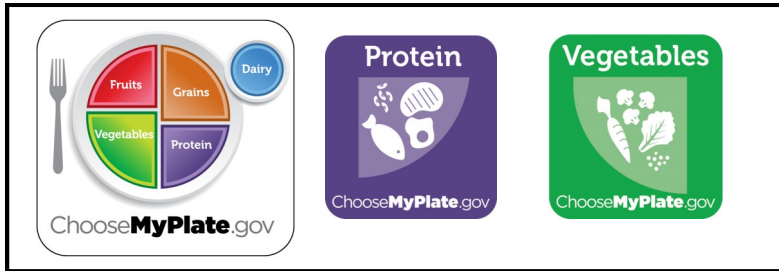 Fruits
Grains
Dairy
Vegetables
Protein
ChooseMyPlate.gov
Protein
ChooseMyPlate.gov
Vegetables
ChooseMyPlate.gov